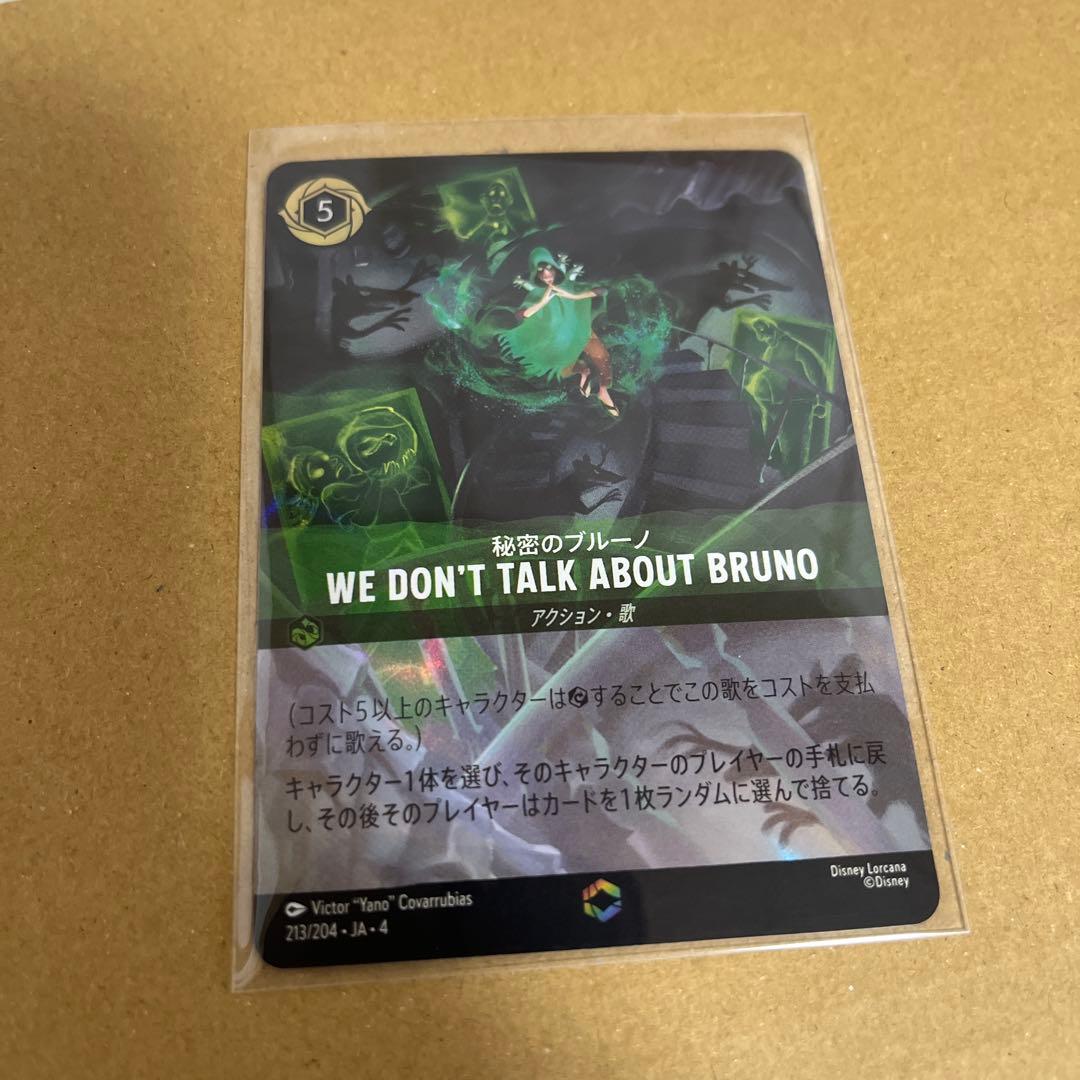 5
秘密のブルーノ
WE DON'T TALK ABOUT BRUNO
アクション・歌
(コスト5以上のキャラクターはすることでこの歌をコストを支払
わずに歌える。)
キャラクター1体を選び、そのキャラクターのプレイヤーの手札に戻
し、その後そのプレイヤーはカードを1枚ランダムに選んで捨てる。
Disney Lorcana
©Disney
Victor "Yano" Covarrubias
213/204 • JA • 4